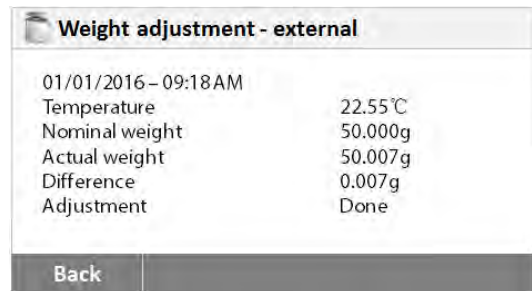 Weight adjustment - external
01/01/2016 – 09:18 AM
Temperature 22.55℃
Nominal weight 50.000g
Actual weight 50.007g
Difference 0.007g
Adjustment Done
Back